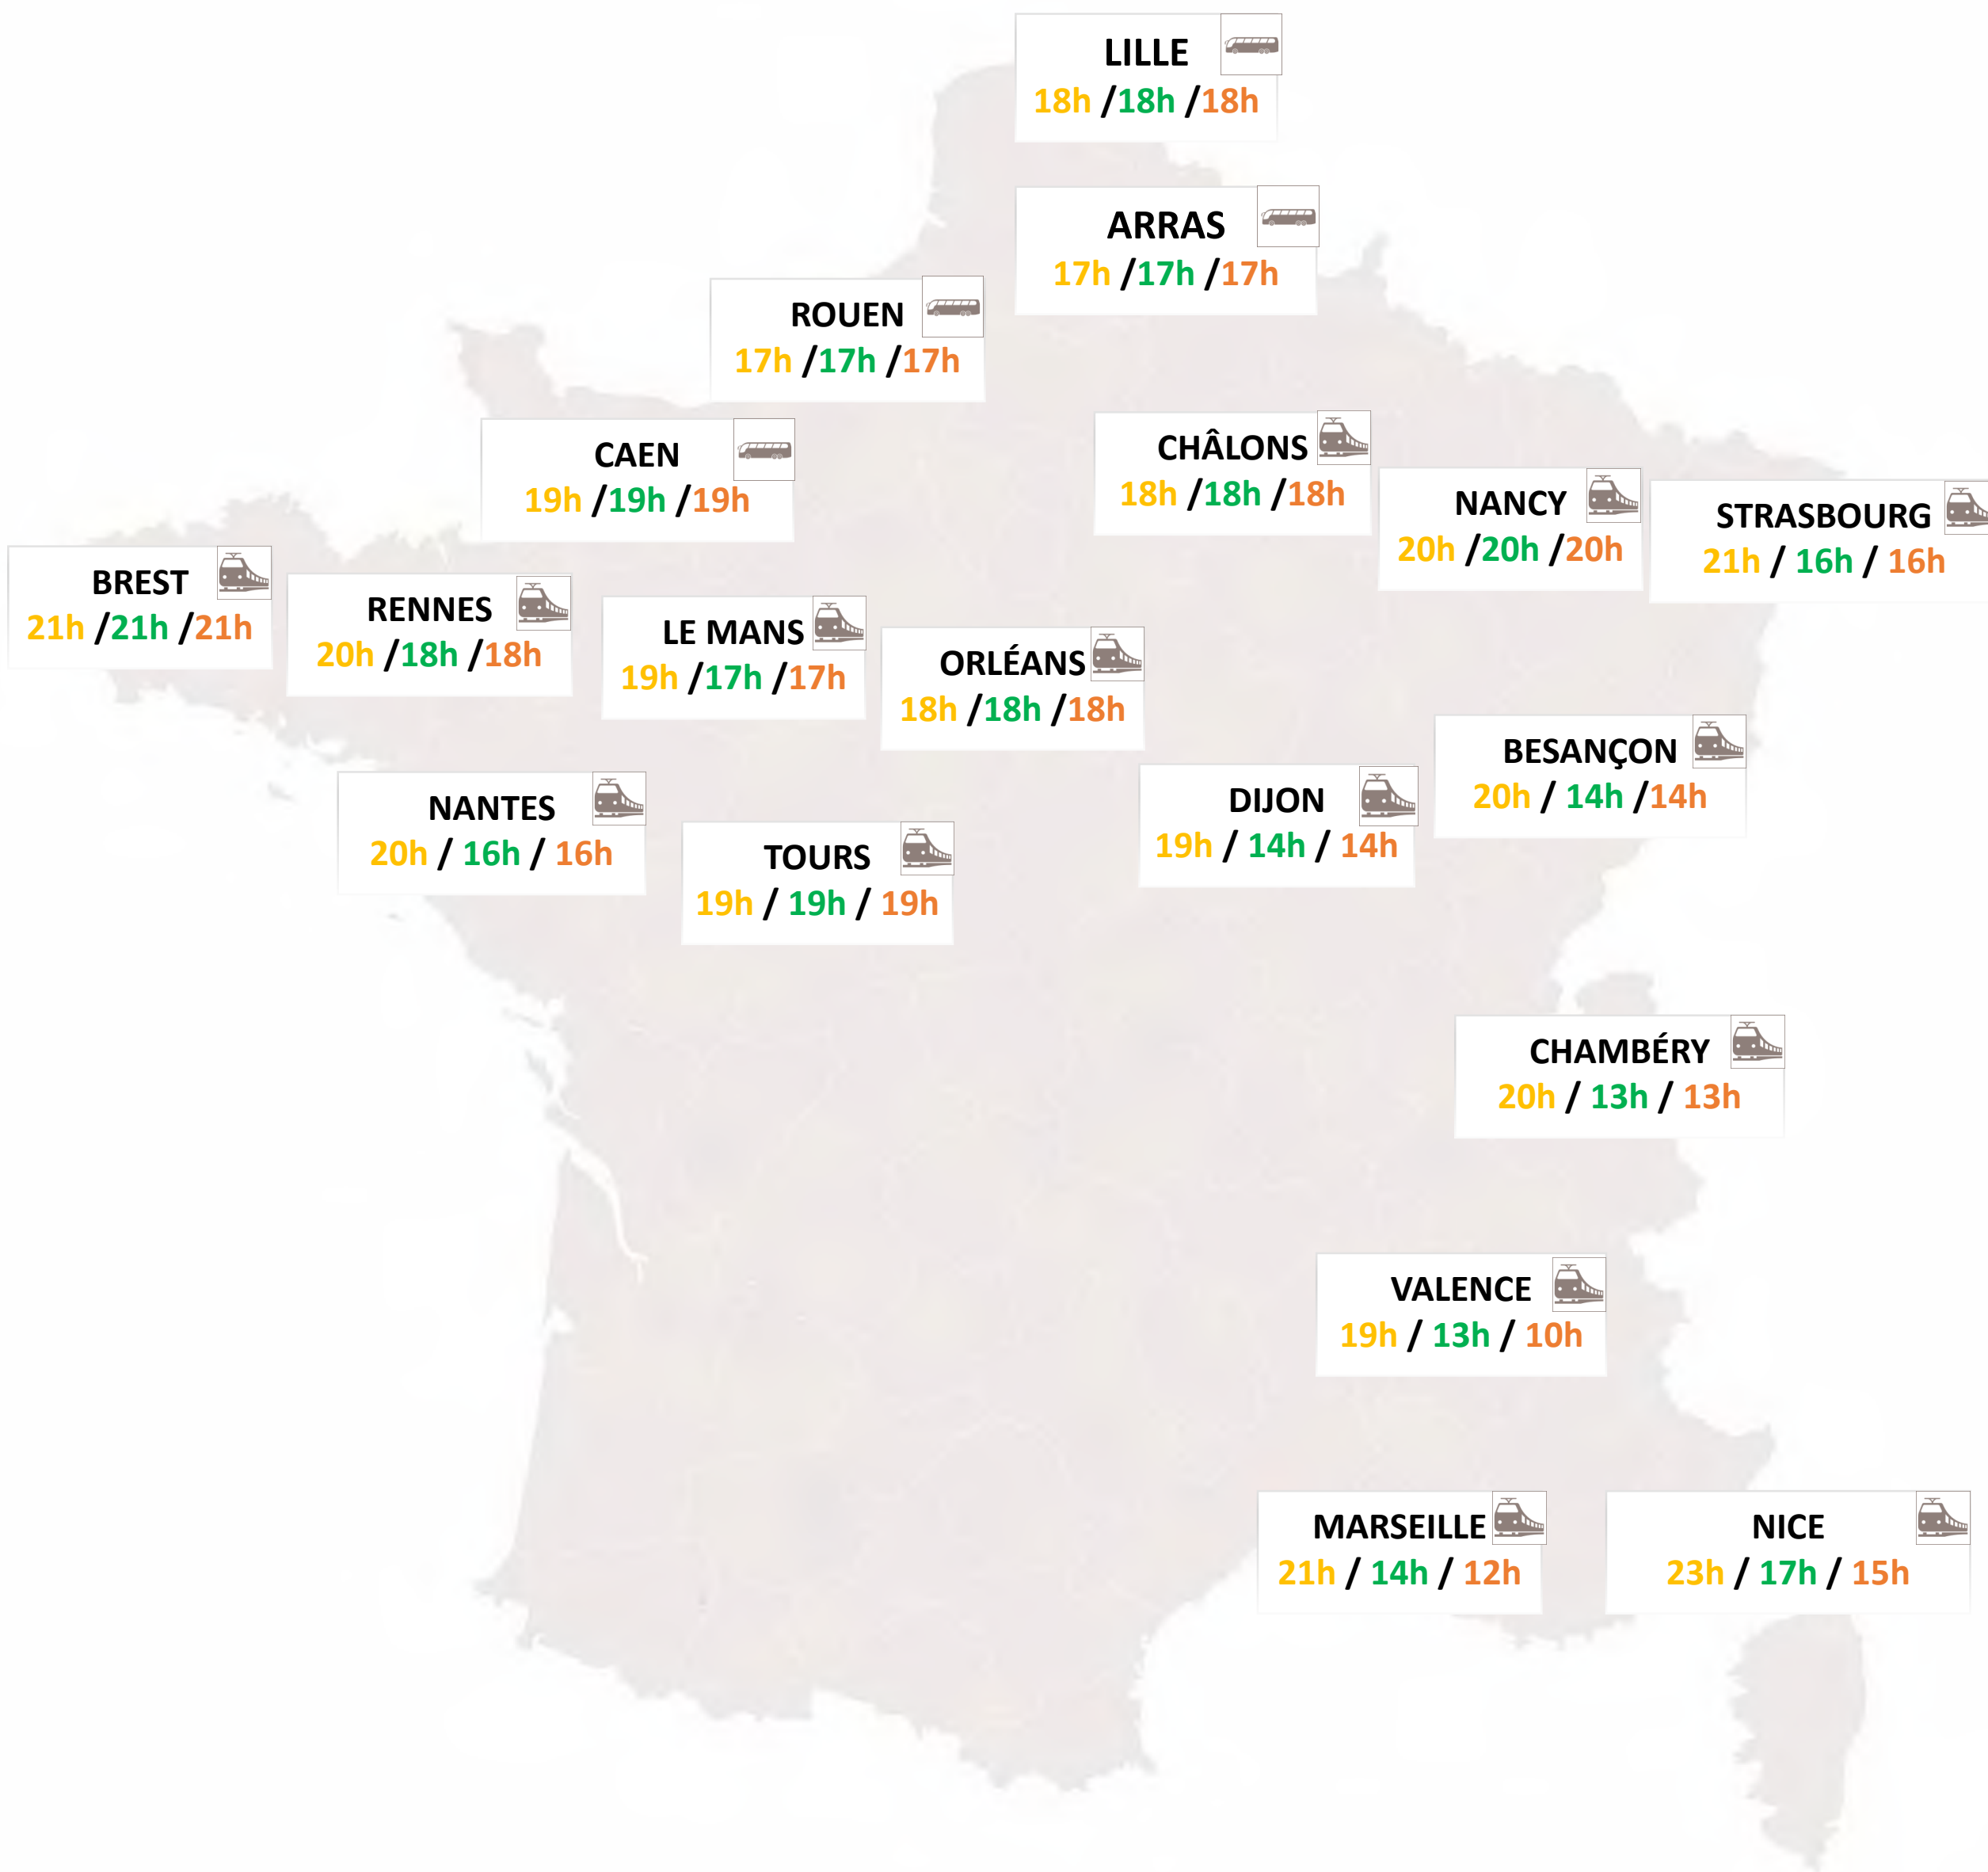 LILLE
18h /18h /18h
ARRAS
17h /17h /17h
ROUEN
17h /17h /17h
CAEN
19h /19h /19h
CHÂLONS
18h /18h /18h
NANCY
20h /20h /20h
STRASBOURG
21h / 16h / 16h
BREST
21h /21h /21h
RENNES
20h /18h /18h
LE MANS
19h /17h /17h
ORLÉANS
18h /18h /18h
BESANÇON
20h / 14h /14h
DIJON
19h / 14h / 14h
NANTES
20h / 16h / 16h
TOURS
19h / 19h / 19h
CHAMBÉRY
20h / 13h / 13h
VALENCE
19h / 13h / 10h
MARSEILLE
21h / 14h / 12h
NICE
23h / 17h / 15h